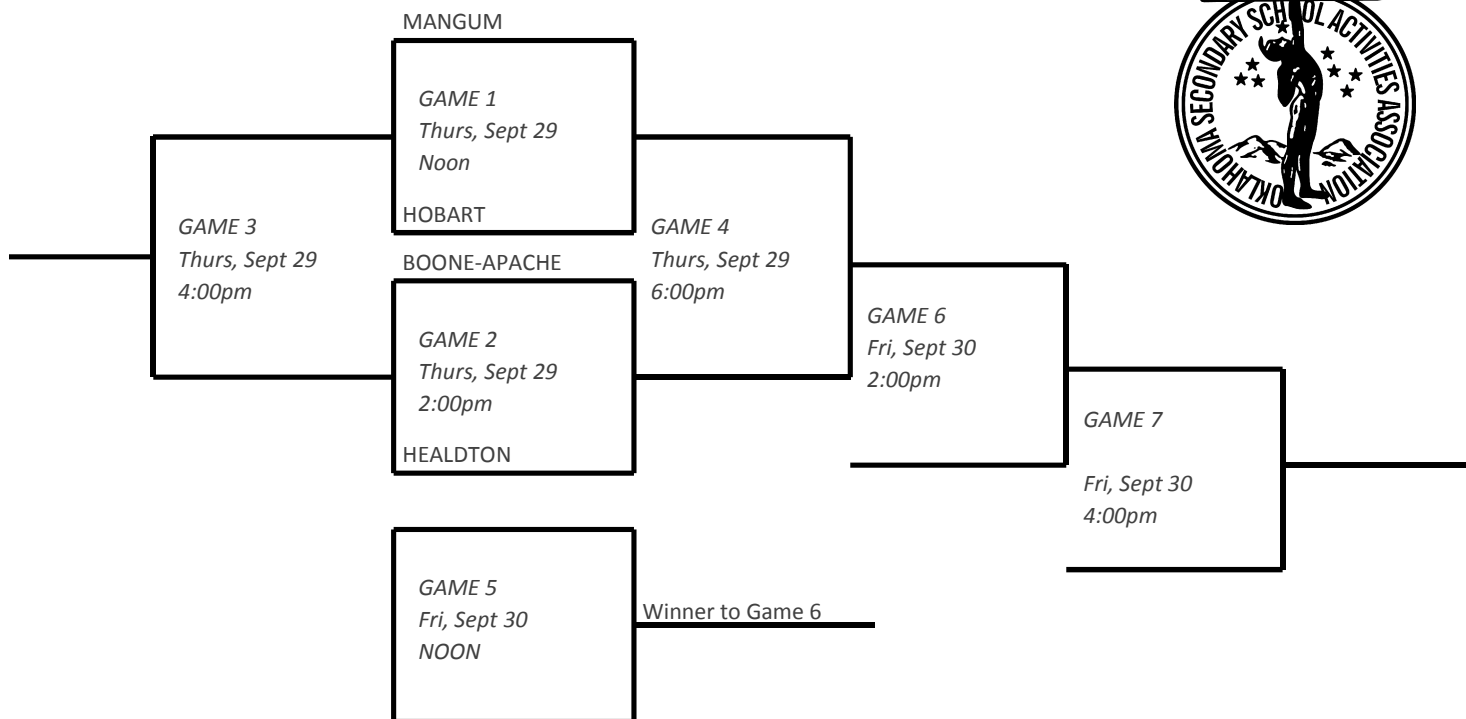 MANGUM
GAME 1
Thurs, Sept 29
Noon
HOBART
GAME 3
Thurs, Sept 29
4:00pm
BOONE-APACHE
GAME 2
Thurs, Sept 29
2:00pm
HEALDTON
GAME 4
Thurs, Sept 29
6:00pm
GAME 6
Fri, Sept 30
2:00pm
GAME 7
Fri, Sept 30
4:00pm
GAME 5
Fri, Sept 30
NOON
Winner to Game 6
OKLAHOMA SECONDARY SCHOOL ACTIVITIES ASSOCIATION